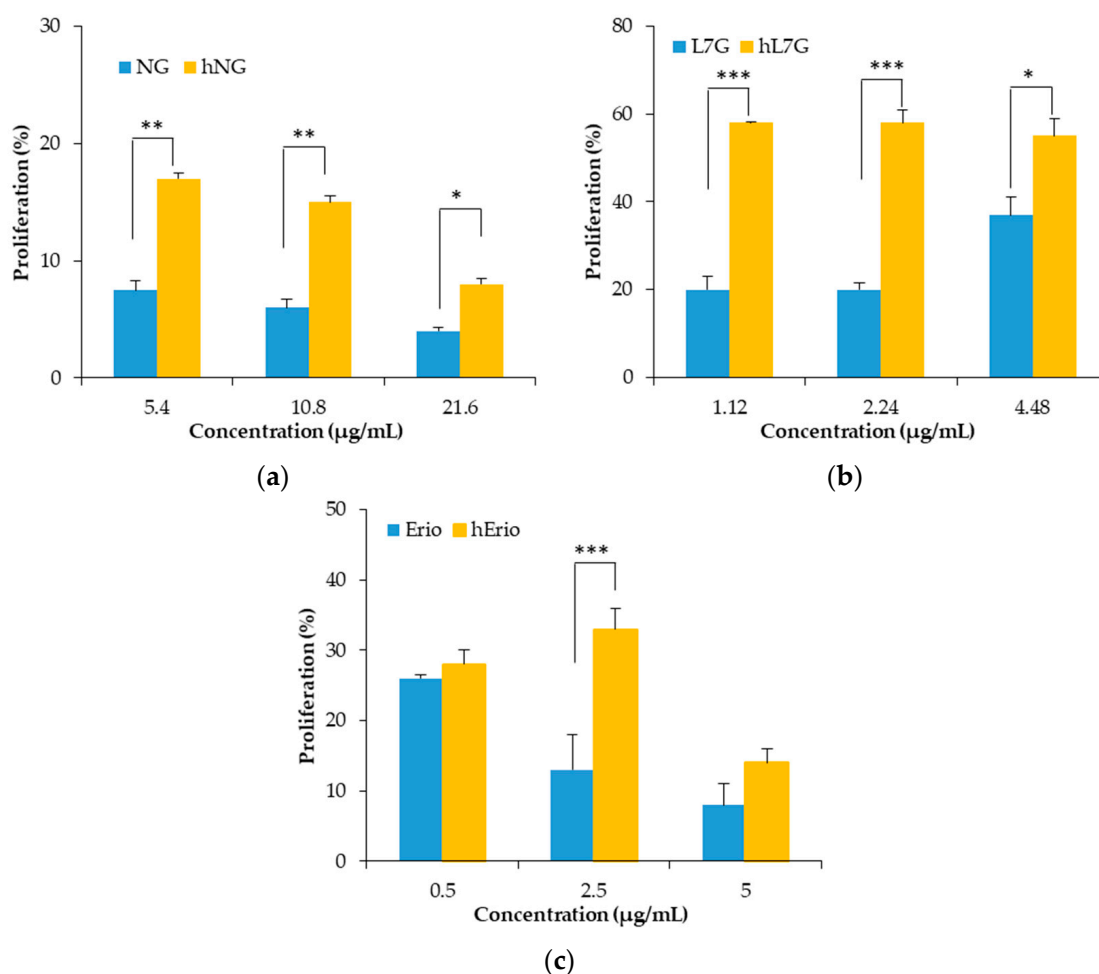 30
NG hNG
**
**
20
*
10
0
Proliferation (%)
5.4 10.8 21.6
Concentration (µg/mL)
(a)
80
L7G hL7G
***
***
*
60
40
20
0
Proliferation (%)
1.12 2.24 4.48
Concentration (µg/mL)
(b)
50
Erio hErio
***
40
30
20
10
0
Proliferation (%)
0.5 2.5 5
Concentration (µg/mL)
(c)